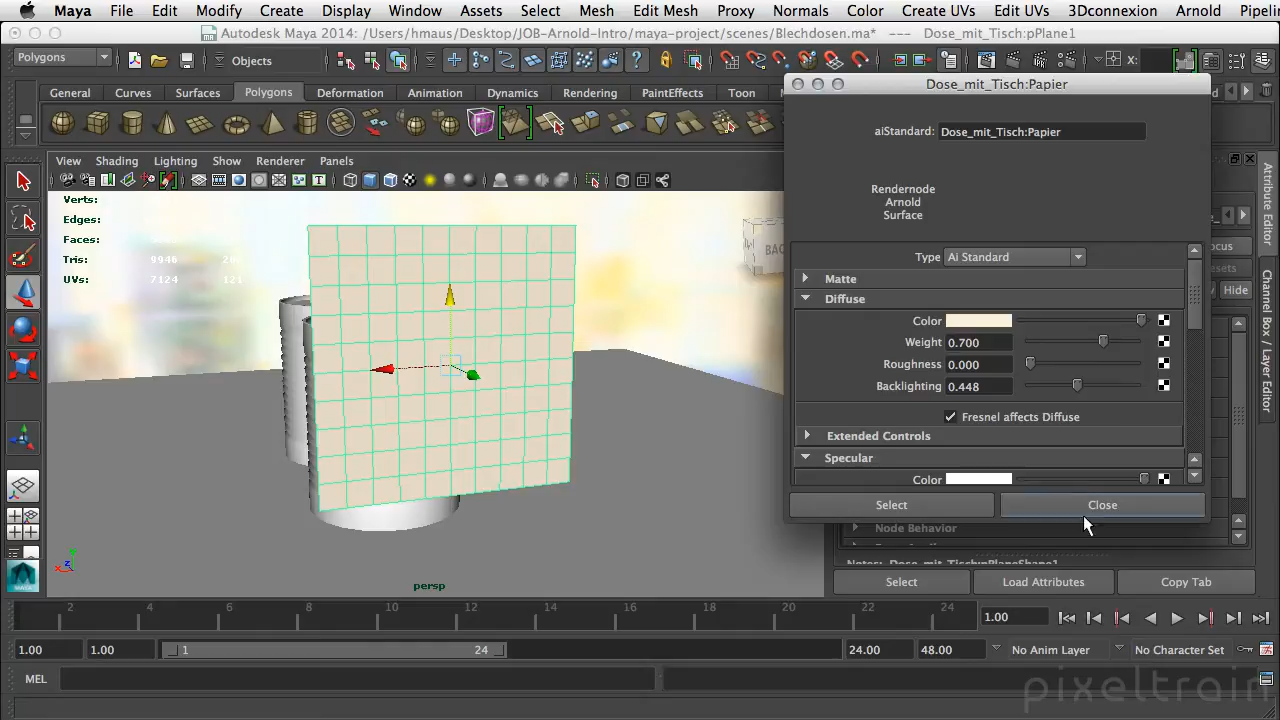 Maya File Edit Modify Create Display Window Assets Select Mesh Edit Mesh Proxy Normals Color Create UVs Edit UVs 3Dconnexion Arnold Pipelin
Autodesk Maya 2014: /Users/hmaus/Desktop/JOB-Arnold-Intro/maya-project/scenes/Blechdosen.ma* --- Dose_mit_Tisch:pPlane1
Polygons
Objects
X:
General Curves Surfaces Polygons Deformation Animation Dynamics Rendering PaintEffects Toon
Dose_mit_Tisch:Papier
aiStandard: Dose_mit_Tisch:Papier
View Shading Lighting Show Renderer Panels
Verts:
Edges:
Faces:
Tris: 9946
UVs: 7124 121
BACK
Rendernode
Arnold
Surface
Type Ai Standard
Matte
Diffuse
Color
Weight 0.700
Roughness 0.000
Backlighting 0.448
Fresnel affects Diffuse
Extended Controls
Specular
Color
Select Close
Hide
Attribute Editor
Channel Box / Layer Editor
Node Behavior
Notes: Dose_mit_Tisch:pPlaneShape1
Select Load Attributes Copy Tab
persp
2 4 6 8 10 12 14 16 18 20 22 24
1.00
1.00 1.00 1 24 24.00 48.00 No Anim Layer No Character Set
MEL
pixeltrain